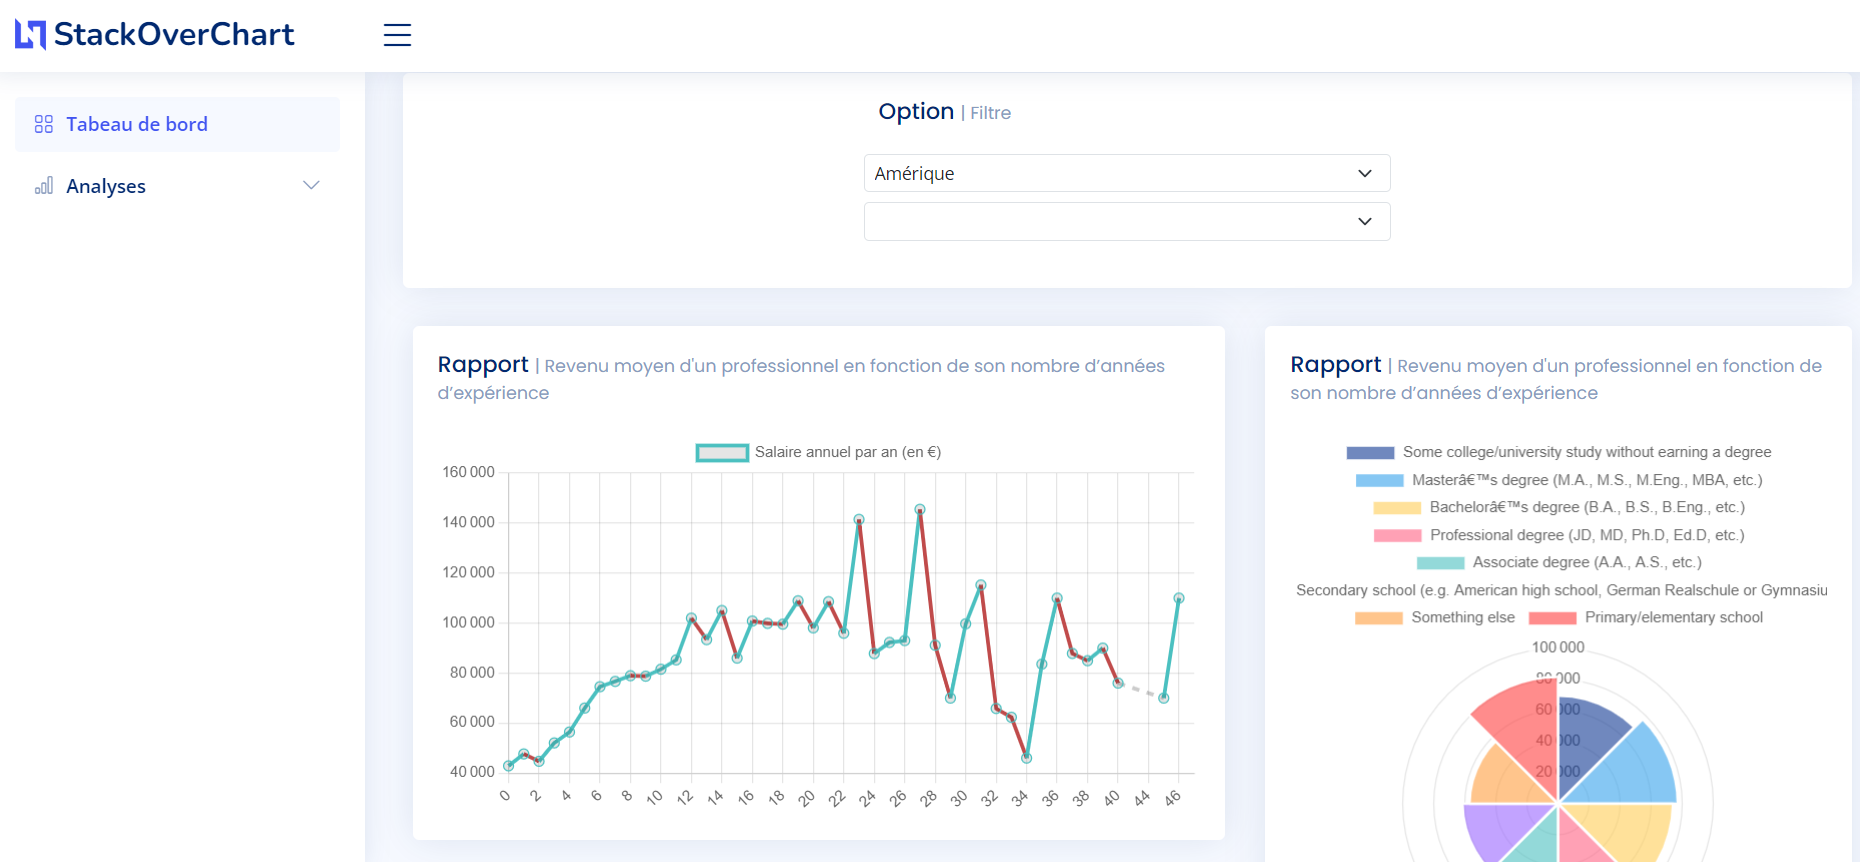 StackOverChart
Tabeau de bord
Analyses
Option | Filtre
Amérique
Rapport | Revenu moyen d'un professionnel en fonction de son nombre d’années
d’expérience
Salaire annuel par an (en €)
160 000
140 000
120 000
100 000
80 000
60 000
40 000
0 2 4 6 8 10 12 14 16 18 20 22 24 26 28 30 32 34 36 38 40 44 46
Rapport | Revenu moyen d'un professionnel en fonction de
son nombre d’années d’expérience
Some college/university study without earning a degree
Masterâ€™s degree (M.A., M.S., M.Eng., MBA, etc.)
Bachelorâ€™s degree (B.A., B.S., B.Eng., etc.)
Professional degree (JD, MD, Ph.D, Ed.D, etc.)
Associate degree (A.A., A.S., etc.)
Secondary school (e.g. American high school, German Realschule or Gymnasiu
Something else Primary/elementary school
100 000
80 000
60 000
40 000
20 000